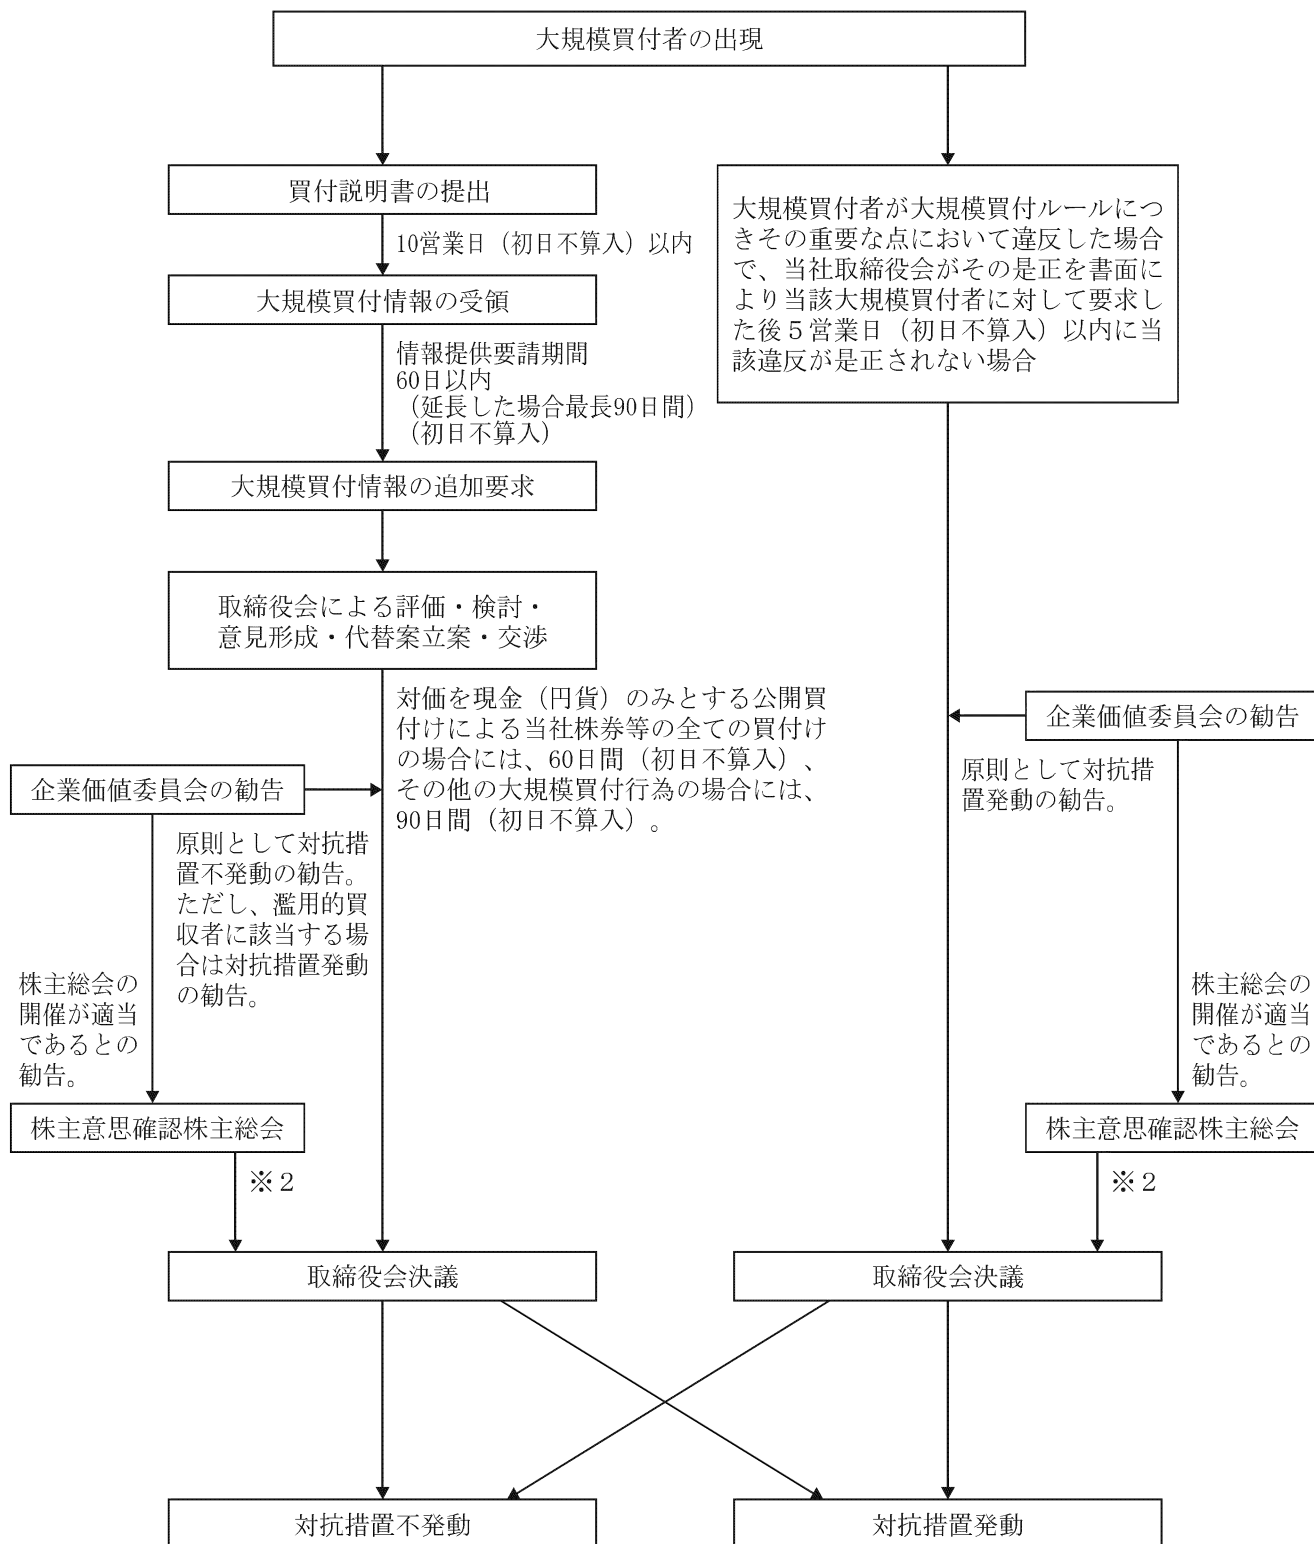 大規模買付者の出現
買付説明書の提出
10営業日（初日不算入）以内
大規模買付情報の受領
情報提供要請期間
60日以内
（延長した場合最長90日間）
（初日不算入）
大規模買付情報の追加要求
取締役会による評価・検討・
意見形成・代替案立案・交渉
対価を現金（円貨）のみとする公開買
付けによる当社株券等の全ての買付け
の場合には、60日間（初日不算入）、
その他の大規模買付行為の場合には、
90日間（初日不算入）。
企業価値委員会の勧告
原則として対抗措
置不発動の勧告。
ただし、濫用的買
収者に該当する場
合は対抗措置発動
の勧告。
株主総会の
開催が適当
であるとの
勧告。
株主意思確認株主総会
※２
取締役会決議
大規模買付者が大規模買付ルールにつ
きその重要な点において違反した場合
で、当社取締役会がその是正を書面に
より当該大規模買付者に対して要求し
た後５営業日（初日不算入）以内に当
該違反が是正されない場合
企業価値委員会の勧告
原則として対抗措
置発動の勧告。
株主総会の
開催が適当
であるとの
勧告。
株主意思確認株主総会
※２
取締役会決議
対抗措置不発動
対抗措置発動